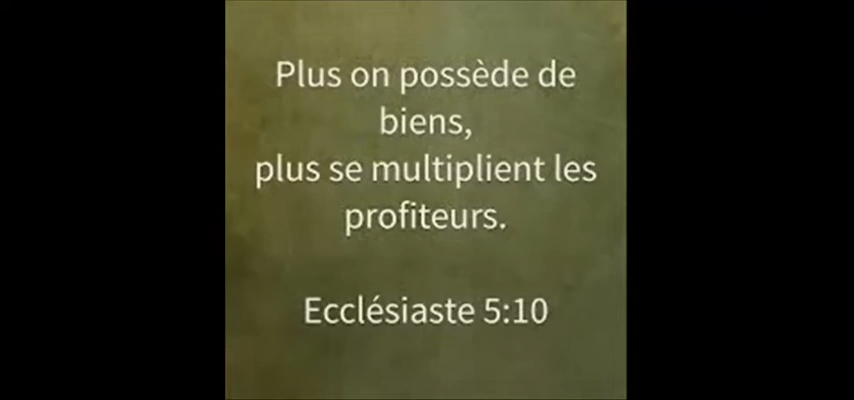 Plus on possède de
biens,
plus se multiplient les
profiteurs.
Ecclésiaste 5:10